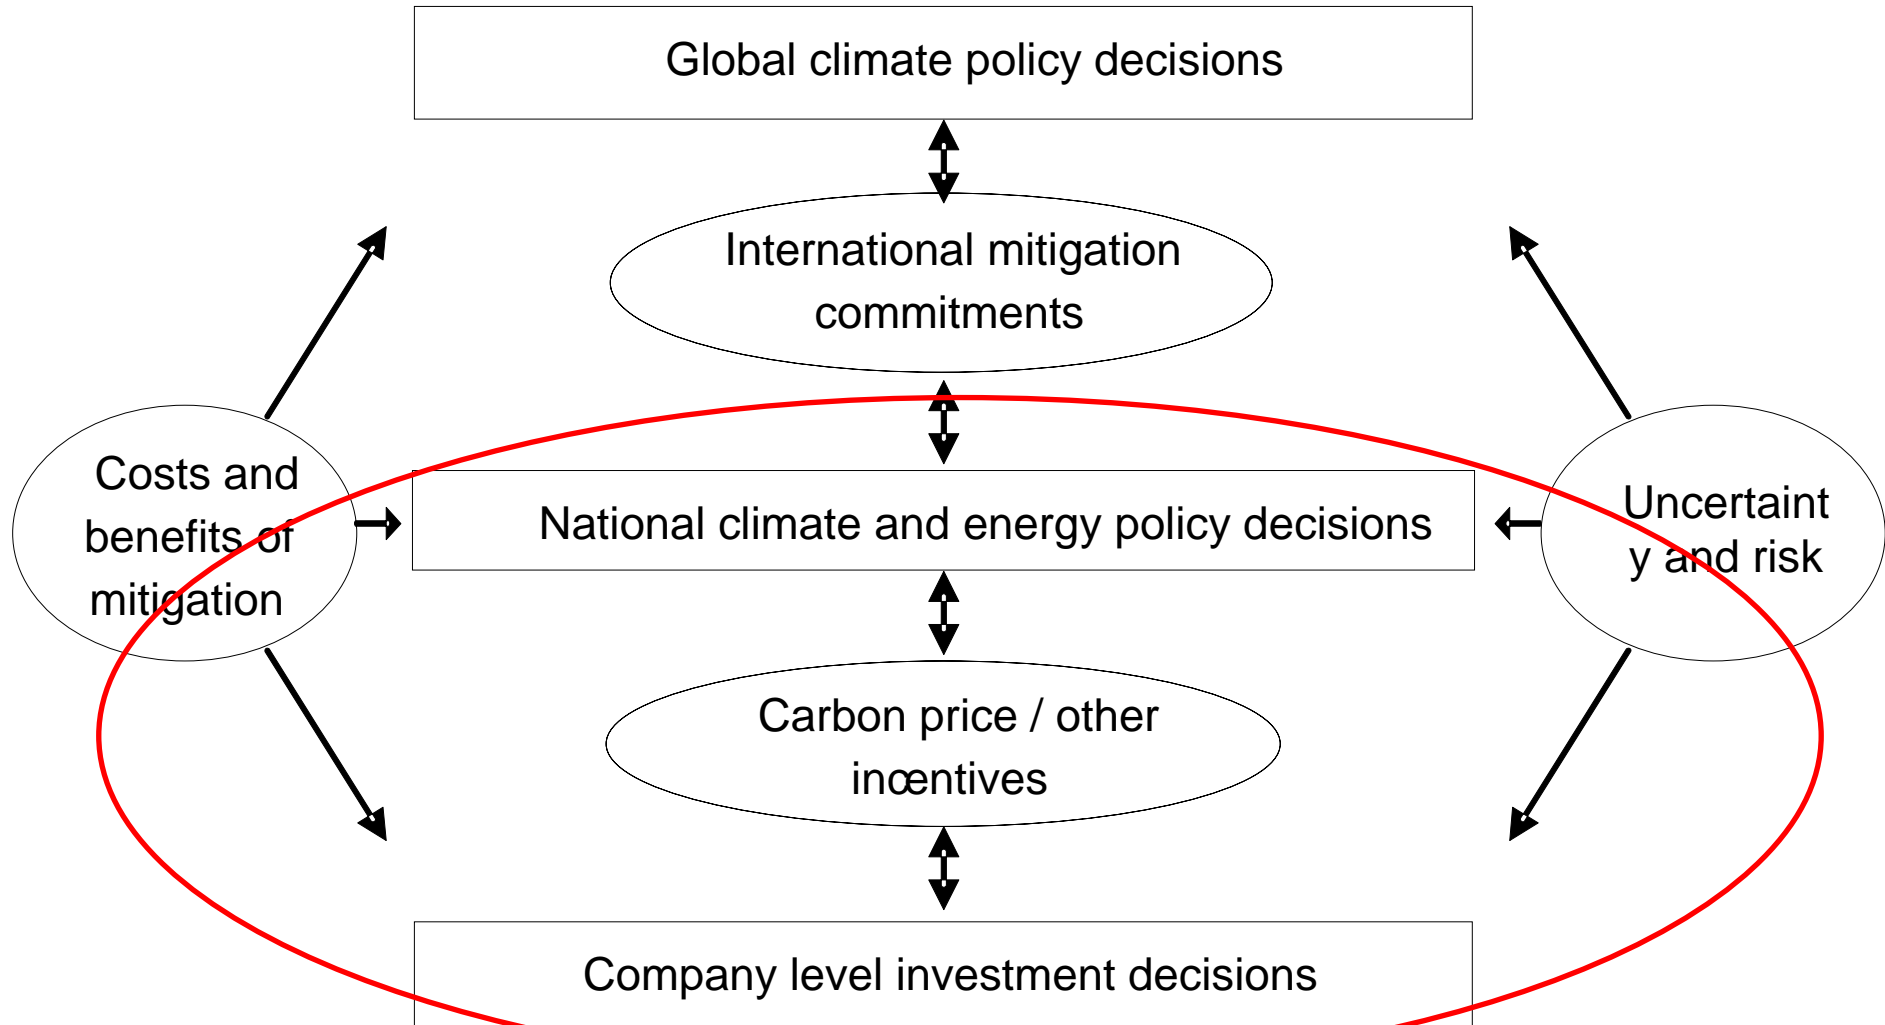 Global climate policy decisions
International mitigation
commitments
Costs and
benefits of
mitigation
National climate and energy policy decisions
Uncertaint
y and risk
Carbon price / other
incentives
Company level investment decisions